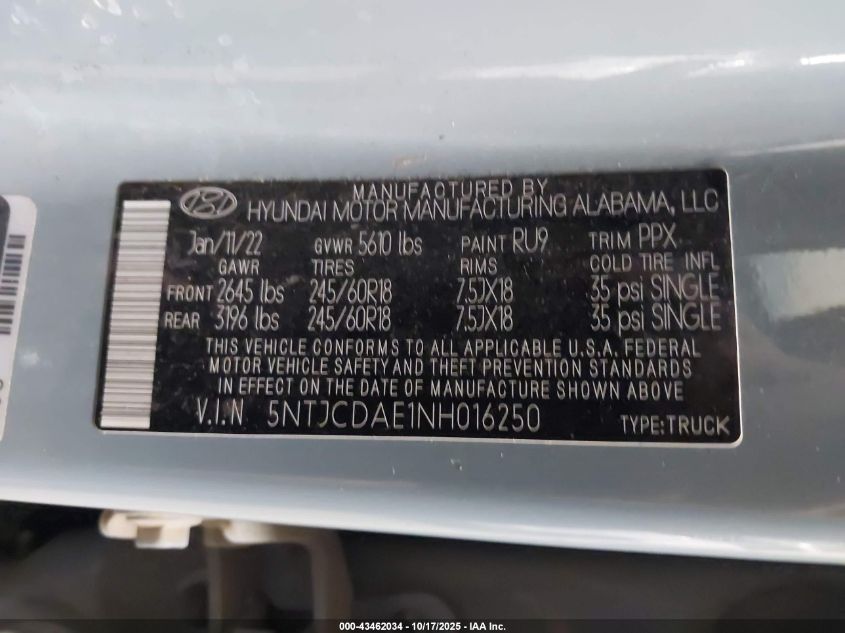 MANUFACTURED BY
HYUNDAI MOTOR MANUFACTURING ALABAMA, LLC
Jan/11/22 GVWR 5610 lbs PAINT RU9 TRIM PPX
GAWR TIRES RIMS COLD TIRE INFL
FRONT 2645 lbs 245/60R18 7.5JX18 35 psi SINGLE
REAR 3196 lbs 245/60R18 7.5JX18 35 psi SINGLE
THIS VEHICLE CONFORMS TO ALL APPLICABLE U.S.A. FEDERAL
MOTOR VEHICLE SAFETY AND THEFT PREVENTION STANDARDS
IN EFFECT ON THE DATE OF MANUFACTURE SHOWN ABOVE
V.I.N 5NTJCDAE1NH016250 TYPE:TRUCK
000-43462034 - 10/17/2025 - IAA Inc.